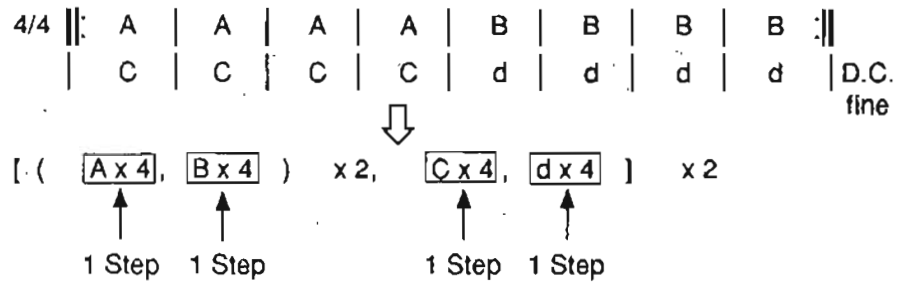 4/4 ‖: A | A | A | A | B | B | B | B :‖
| C | C | C | C | d | d | d | d | D.C.
fine
[ ( A x 4 , B x 4 ) x 2, C x 4 , d x 4 ] x 2
1 Step 1 Step 1 Step 1 Step